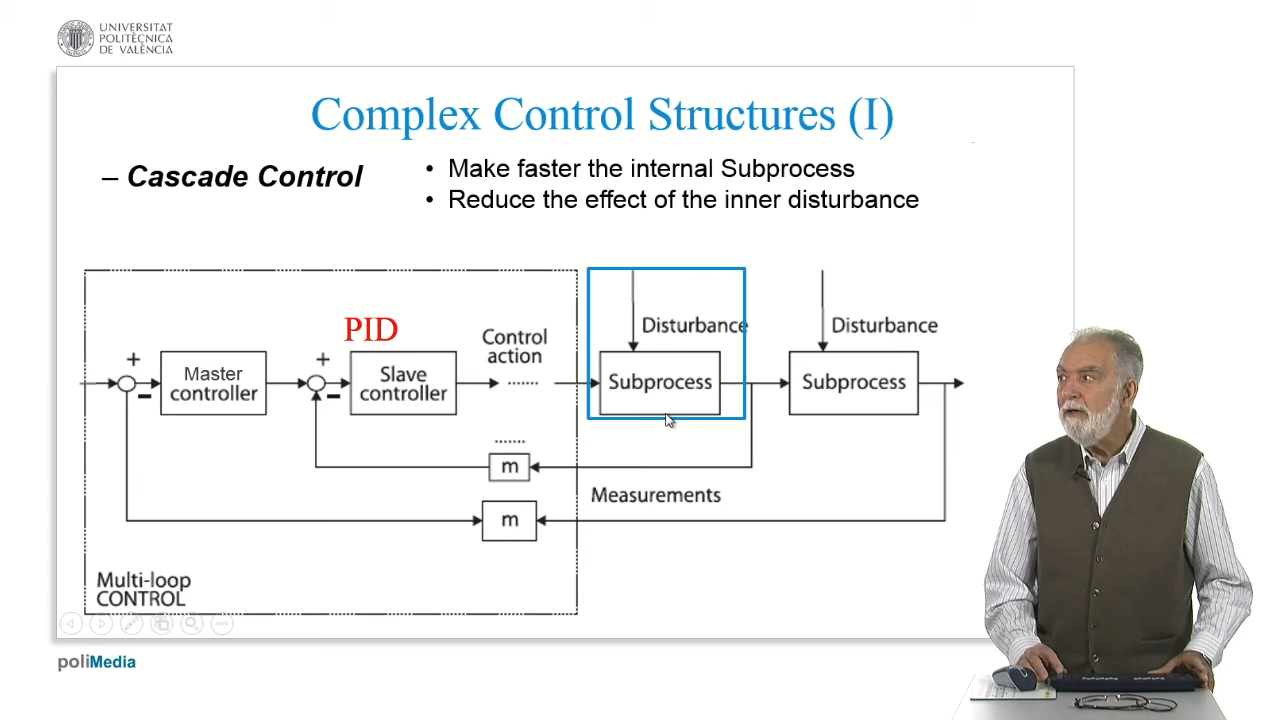 UNIVERSITAT
POLITÈCNICA
DE VALÈNCIA
Complex Control Structures (I)
– Cascade Control
• Make faster the internal Subprocess
• Reduce the effect of the inner disturbance
PID
Control
action
Disturbance
Disturbance
+
+
Master
controller
Slave
controller
........
Subprocess
Subprocess
–
–
.......
m
Measurements
m
Multi-loop
CONTROL
poliMedia